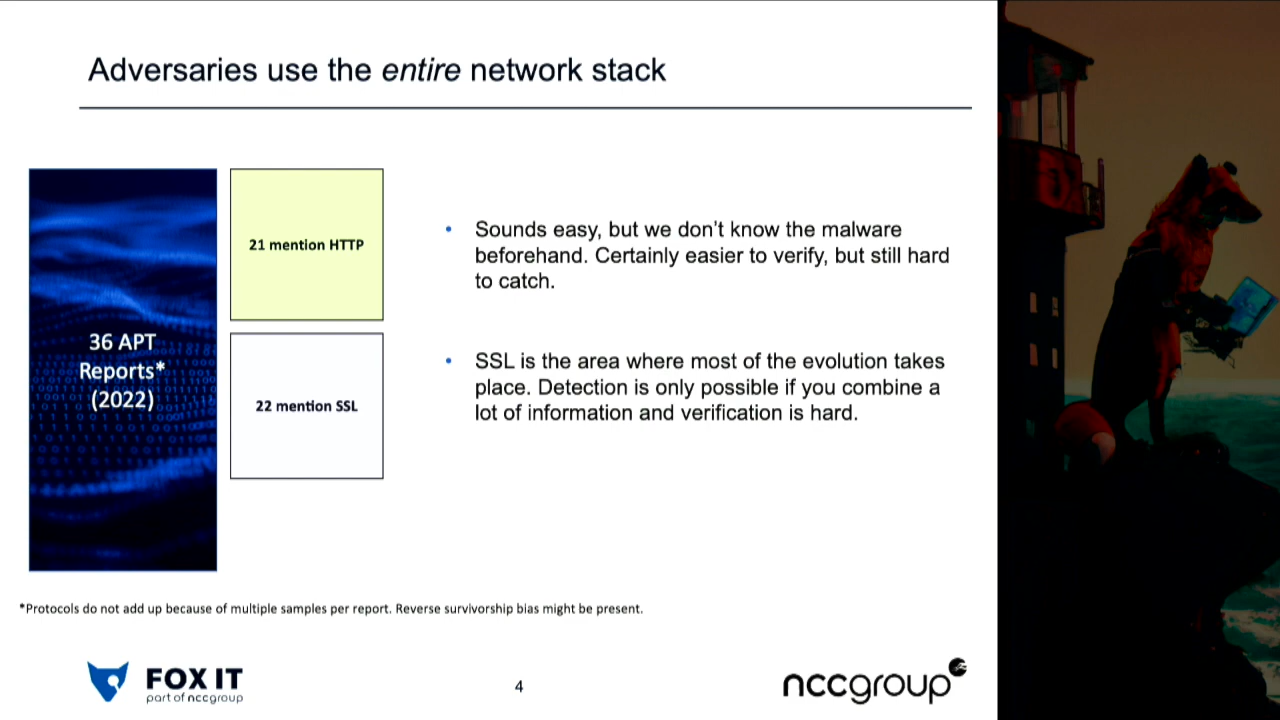 Adversaries use the entire network stack
36 APT
Reports*
(2022)
21 mention HTTP
22 mention SSL
• Sounds easy, but we don't know the malware
beforehand. Certainly easier to verify, but still hard
to catch.
• SSL is the area where most of the evolution takes
place. Detection is only possible if you combine a
lot of information and verification is hard.
*Protocols do not add up because of multiple samples per report. Reverse survivorship bias might be present.
FOX IT
part of nccgroup
4
nccgroup